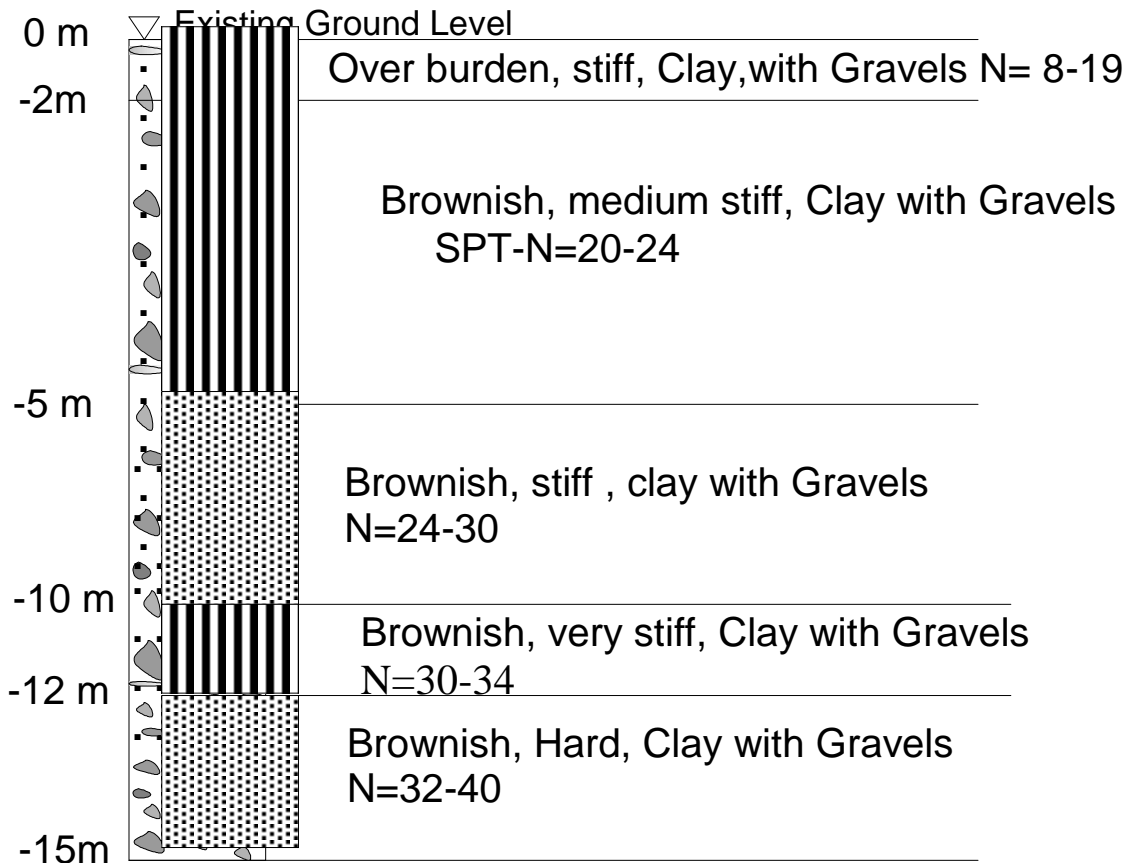 Existing Ground Level
0 m
Over burden, stiff, Clay,with Gravels N= 8-19
-2m
Brownish, medium stiff, Clay with Gravels
SPT-N=20-24
-5 m
Brownish, stiff , clay with Gravels
N=24-30
-10 m
Brownish, very stiff, Clay with Gravels
N=30-34
-12 m
Brownish, Hard, Clay with Gravels
N=32-40
-15m